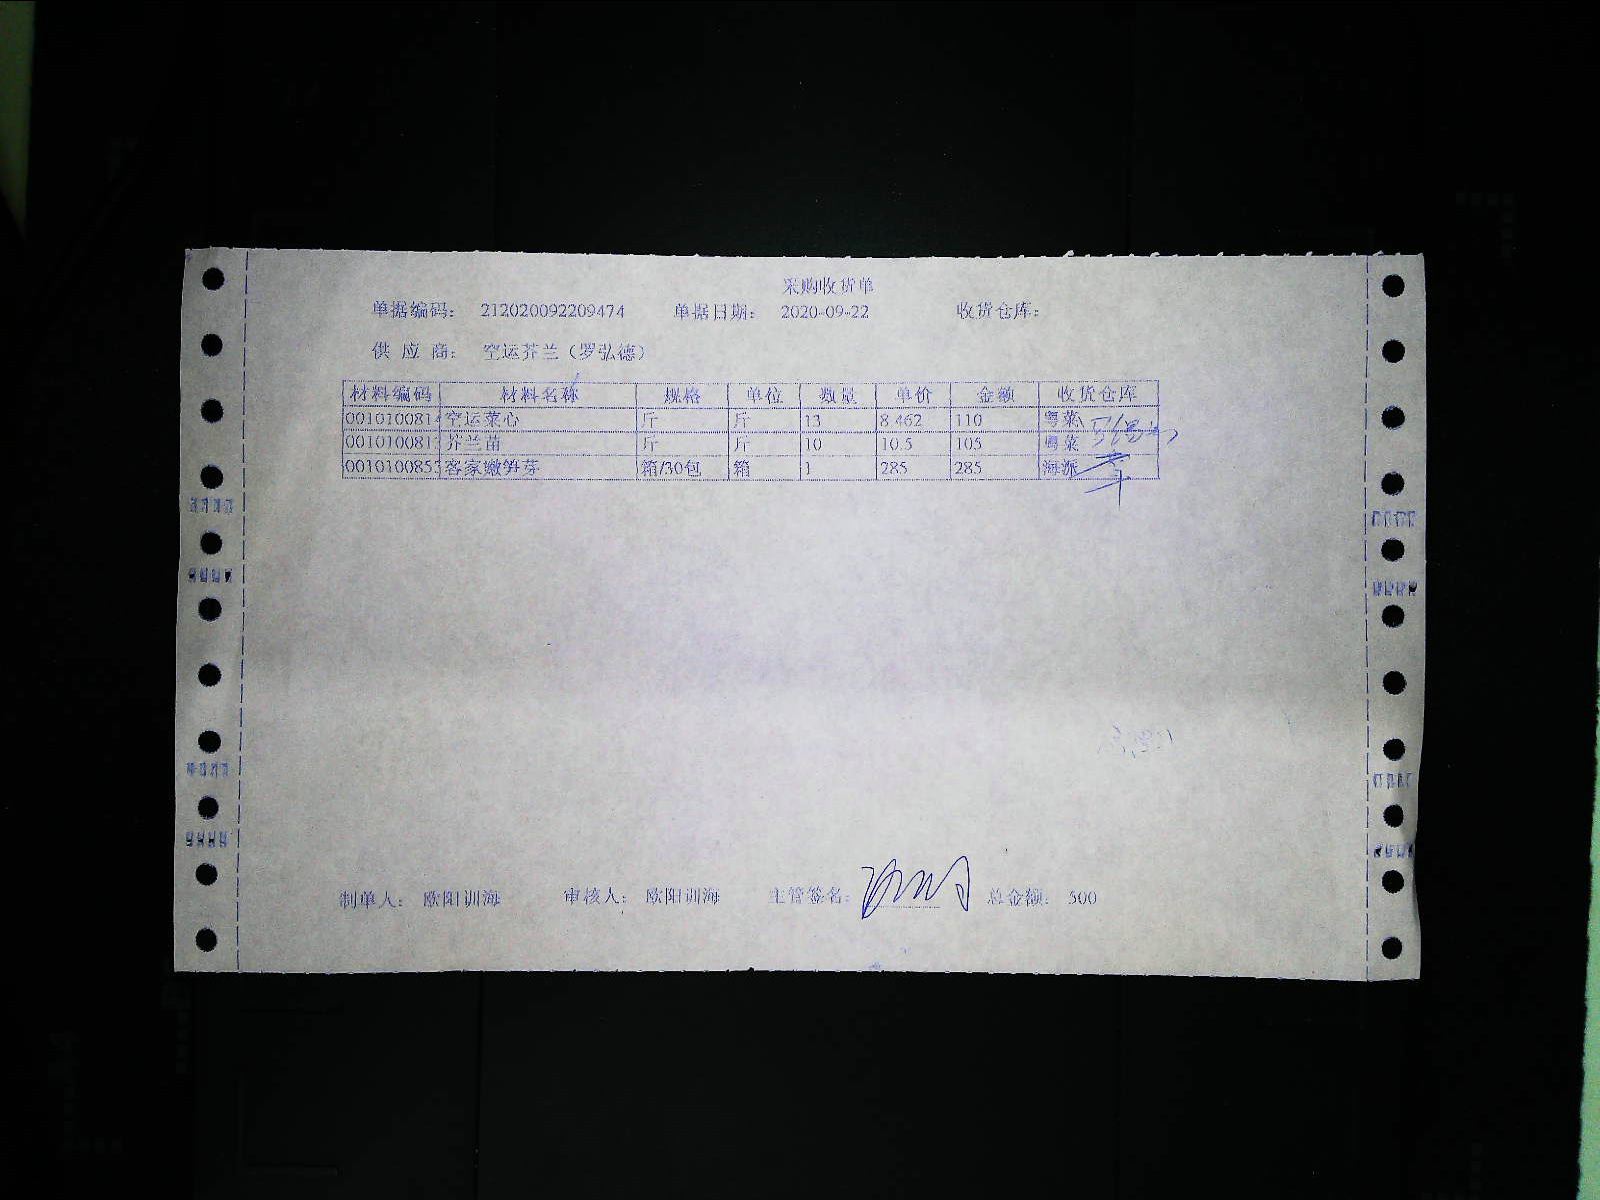 采购收货单
单据编码： 212020092209474 单据日期： 2020-09-22 收货仓库：
供 应 商： 空运芥兰（罗弘德）
材料编码 材料名称 规格 单位 数量 单价 金额 收货仓库
001010081 空运菜心 斤 斤 13 8.462 110 粤菜
001010081 芥兰苗 斤 斤 10 10.5 105 粤菜
001010085 客家嫩笋芽 箱/30包 箱 1 285 285 海派
制单人： 欧阳训海 审核人： 欧阳训海 主管签名： 总金额： 500